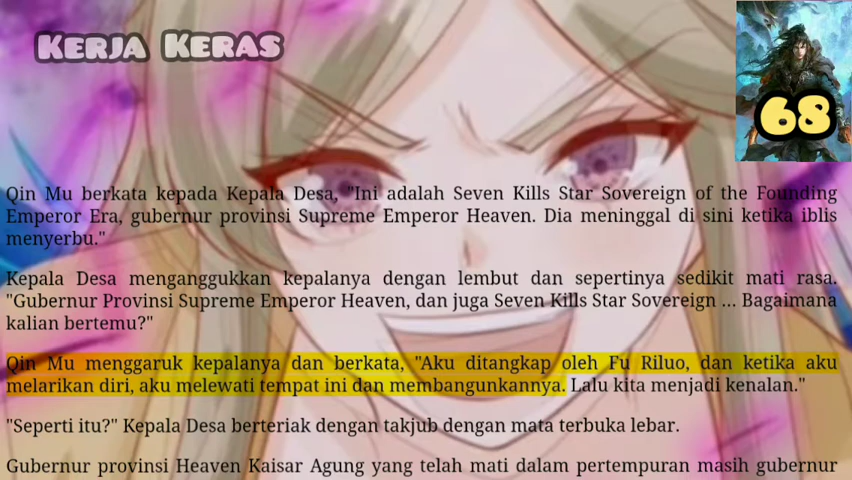 Kerja Keras
68
Qin Mu berkata kepada Kepala Desa, "Ini adalah Seven Kills Star Sovereign of the Founding
Emperor Era, gubernur provinsi Supreme Emperor Heaven. Dia meninggal di sini ketika iblis
menyerbu."
Kepala Desa menganggukkan kepalanya dengan lembut dan sepertinya sedikit mati rasa.
"Gubernur Provinsi Supreme Emperor Heaven, dan juga Seven Kills Star Sovereign ... Bagaimana
kalian bertemu?"
Qin Mu menggaruk kepalanya dan berkata, "Aku ditangkap oleh Fu Riluo, dan ketika aku
melarikan diri, aku melewati tempat ini dan membangunkannya. Lalu kita menjadi kenalan."
"Seperti itu?" Kepala Desa berteriak dengan takjub dengan mata terbuka lebar.
Gubernur provinsi Heaven Kaisar Agung yang telah mati dalam pertempuran masih gubernur